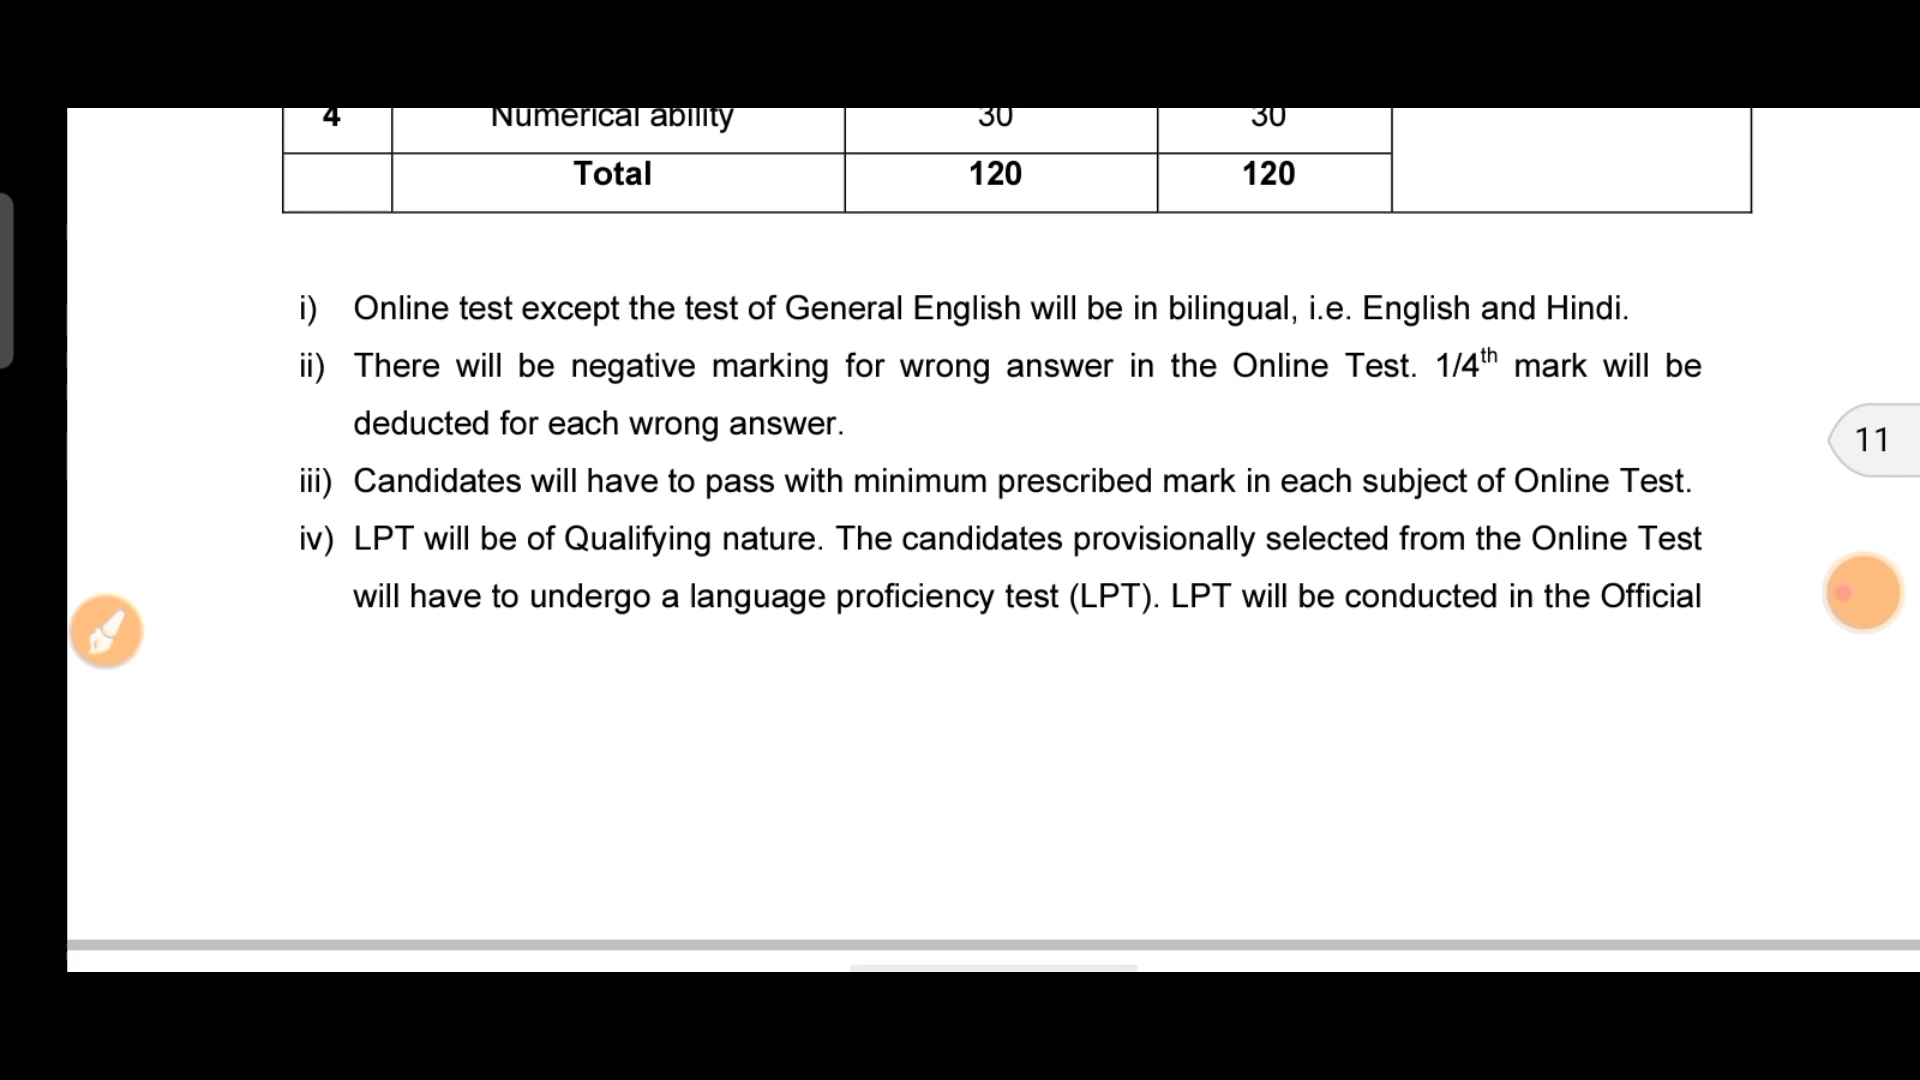 4 Numerical ability 30 30
Total 120 120
i) Online test except the test of General English will be in bilingual, i.e. English and Hindi.
ii) There will be negative marking for wrong answer in the Online Test. 1/4th mark will be
deducted for each wrong answer.
iii) Candidates will have to pass with minimum prescribed mark in each subject of Online Test.
11
iv) LPT will be of Qualifying nature. The candidates provisionally selected from the Online Test
will have to undergo a language proficiency test (LPT). LPT will be conducted in the Official